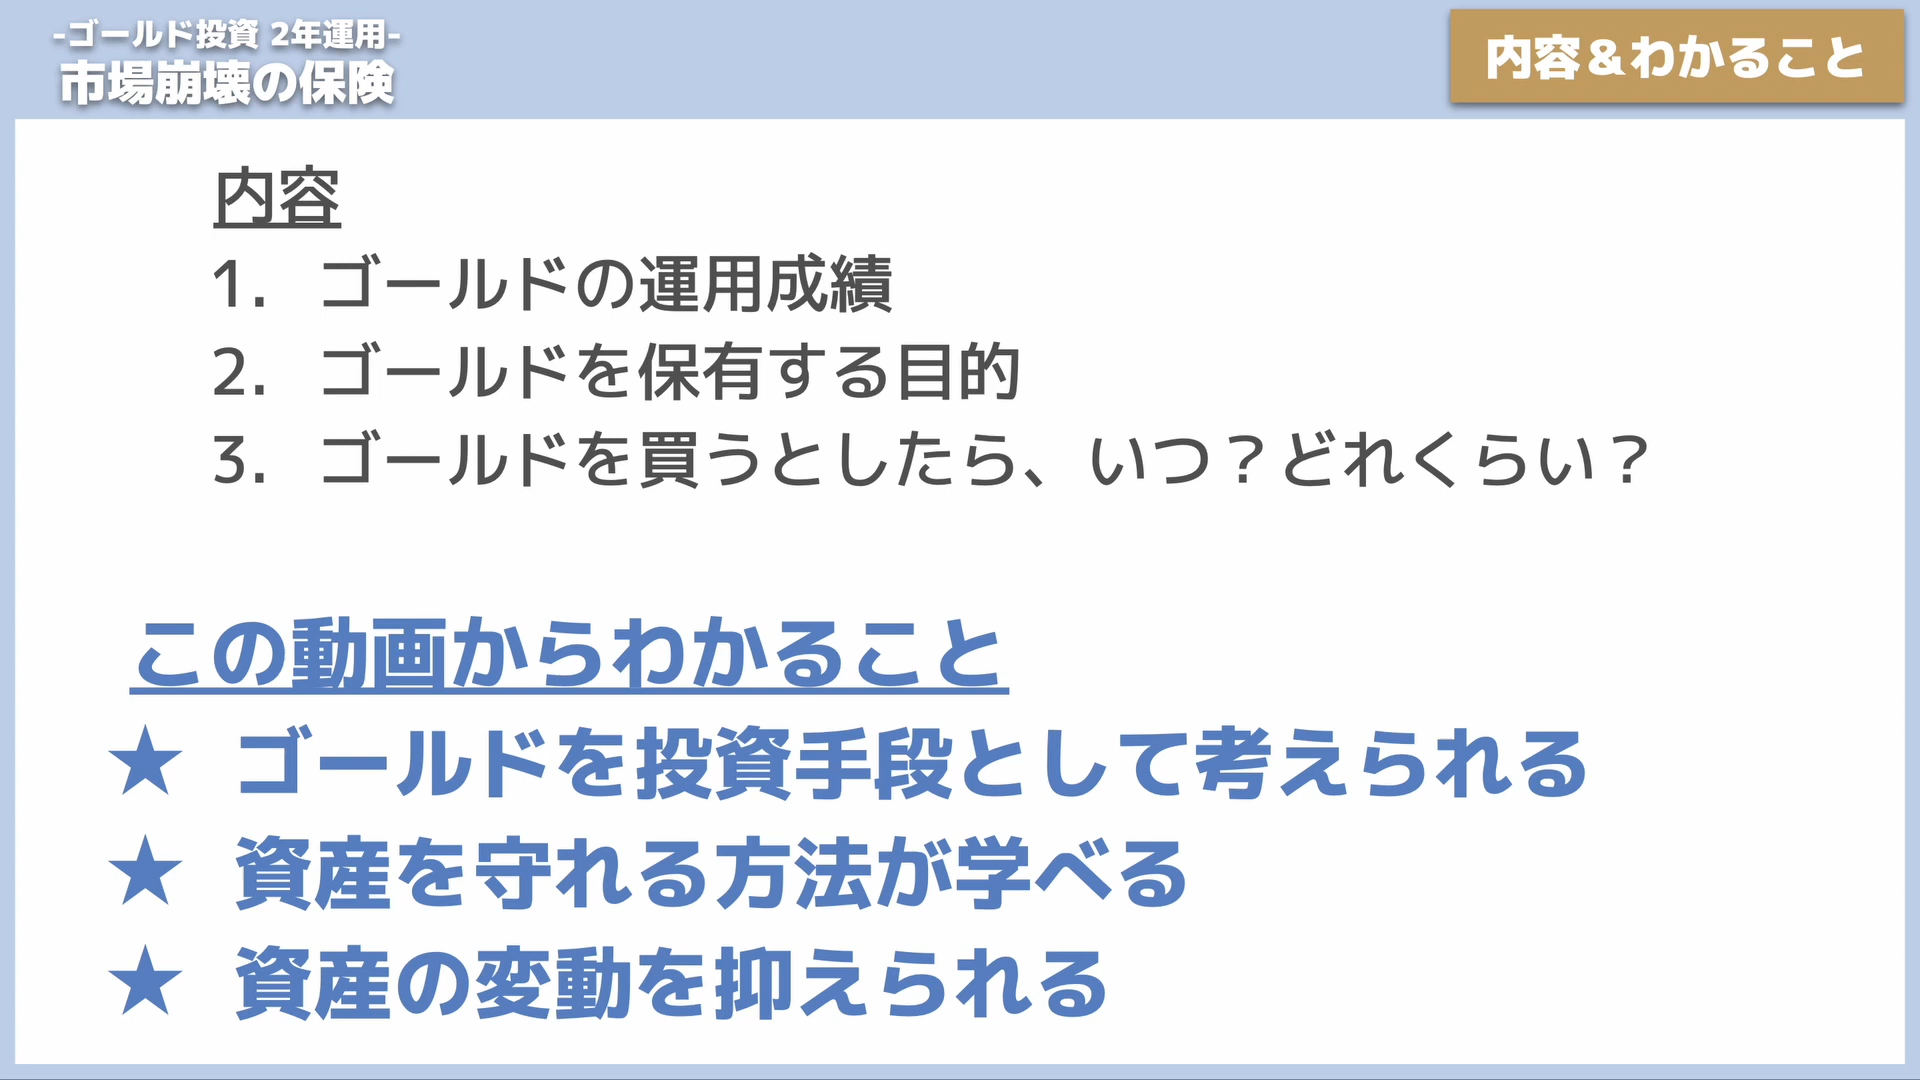 -ゴールド投資 2年運用-
市場崩壊の保険
内容＆わかること
内容
1. ゴールドの運用成績
2. ゴールドを保有する目的
3. ゴールドを買うとしたら、いつ？どれくらい？
この動画からわかること
★ ゴールドを投資手段として考えられる
★ 資産を守れる方法が学べる
★ 資産の変動を抑えられる